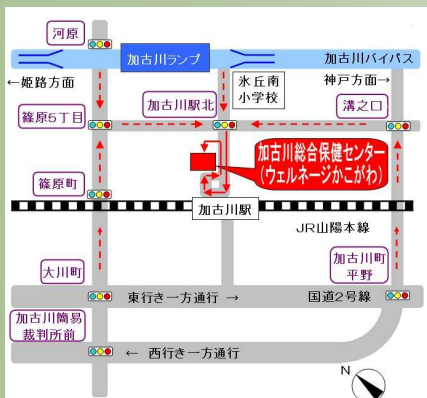 河原
加古川ランプ
加古川バイパス
←姫路方面
神戸方面→
氷丘南
小学校
加古川駅北
溝之口
篠原5丁目
加古川総合保健センター
(ウェルネージかこがわ)
篠原町
加古川駅
JR山陽本線
大川町
加古川町
平野
東行き一方通行 →
国道2号線
加古川簡易
裁判所前
← 西行き一方通行
N